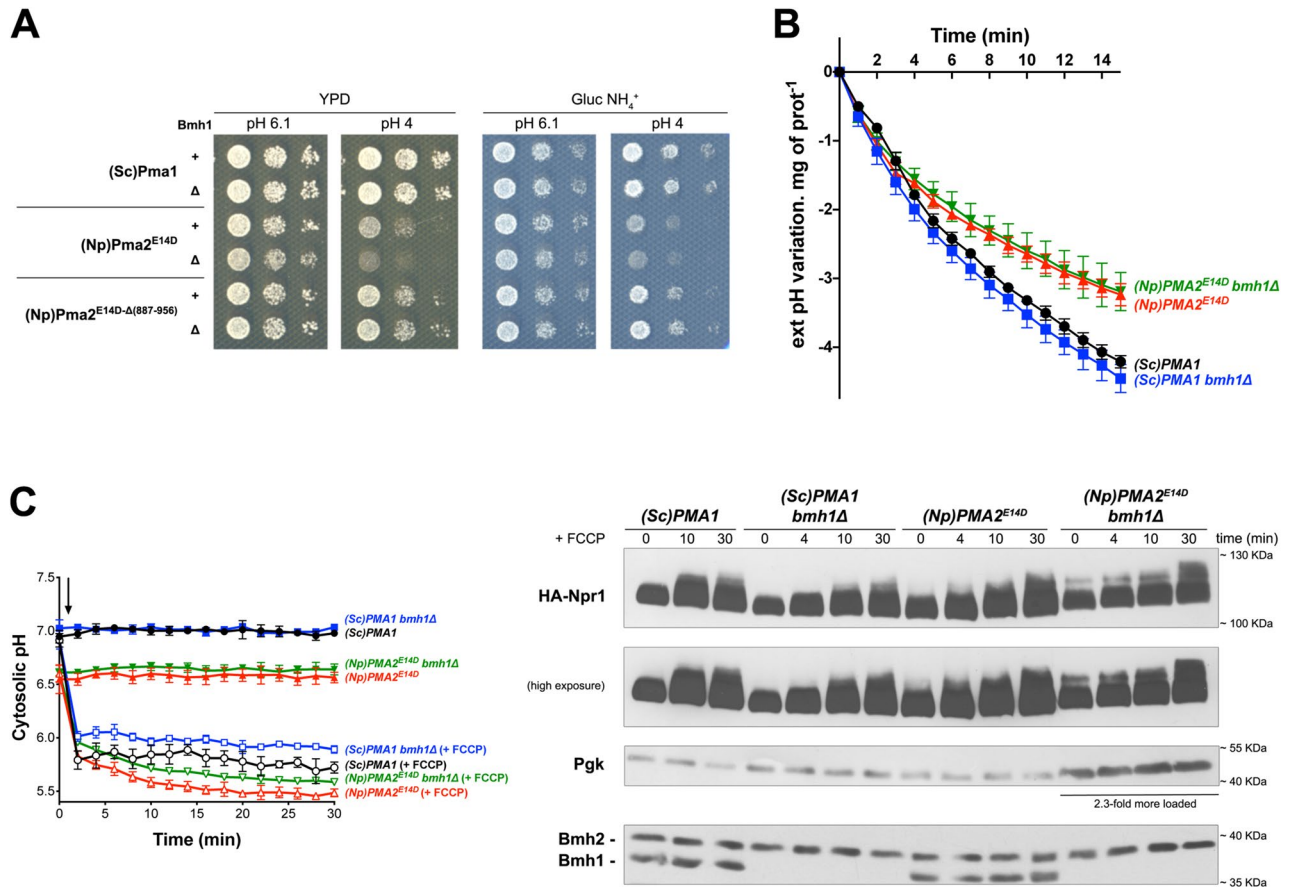 A
YPD
Gluc NH4+
Bmh1
pH 6.1
pH 4
pH 6.1
pH 4
(Sc)Pma1
+
Δ
(Np)Pma2E14D
+
Δ
(Np)Pma2E14D-Δ(887-956)
+
Δ
B
Time (min)
2 4 6 8 10 12 14
0
-1
-2
-3
-4
ext pH variation. mg of prot-1
(Np)PMA2E14D bmh1Δ
(Np)PMA2E14D
(Sc)PMA1
(Sc)PMA1 bmh1Δ
C
7.5
7.0
6.5
6.0
5.5
Cytosolic pH
0 5 10 15 20 25 30
Time (min)
(Sc)PMA1 bmh1Δ
(Sc)PMA1
(Np)PMA2E14D bmh1Δ
(Np)PMA2E14D
(Sc)PMA1 bmh1Δ (+ FCCP)
(Sc)PMA1 (+ FCCP)
(Np)PMA2E14D bmh1Δ (+ FCCP)
(Np)PMA2E14D (+ FCCP)
(Sc)PMA1
(Sc)PMA1
bmh1Δ
(Np)PMA2E14D
(Np)PMA2E14D
bmh1Δ
+ FCCP
0 10 30 0 4 10 30 0 4 10 30 0 4 10 30 time (min)
HA-Npr1
~ 130 KDa
~ 100 KDa
(high exposure)
Pgk
~ 55 KDa
~ 40 KDa
2.3-fold more loaded
Bmh2 -
Bmh1 -
~ 40 KDa
~ 35 KDa